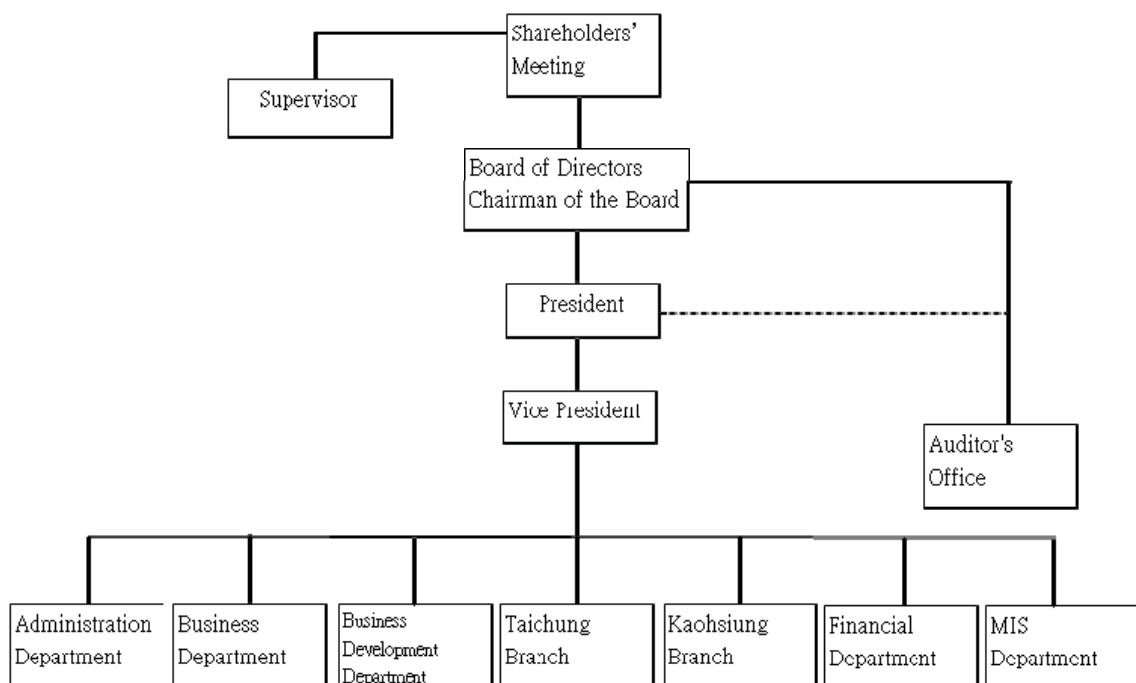 Shareholders’
Meeting
Supervisor
Board of Directors
Chairman of the Board
President
Vice President
Auditor's
Office
Administration
Department
Business
Department
Business
Development
Department
Taichung
Branch
Kaohsiung
Branch
Financial
Department
MIS
Department